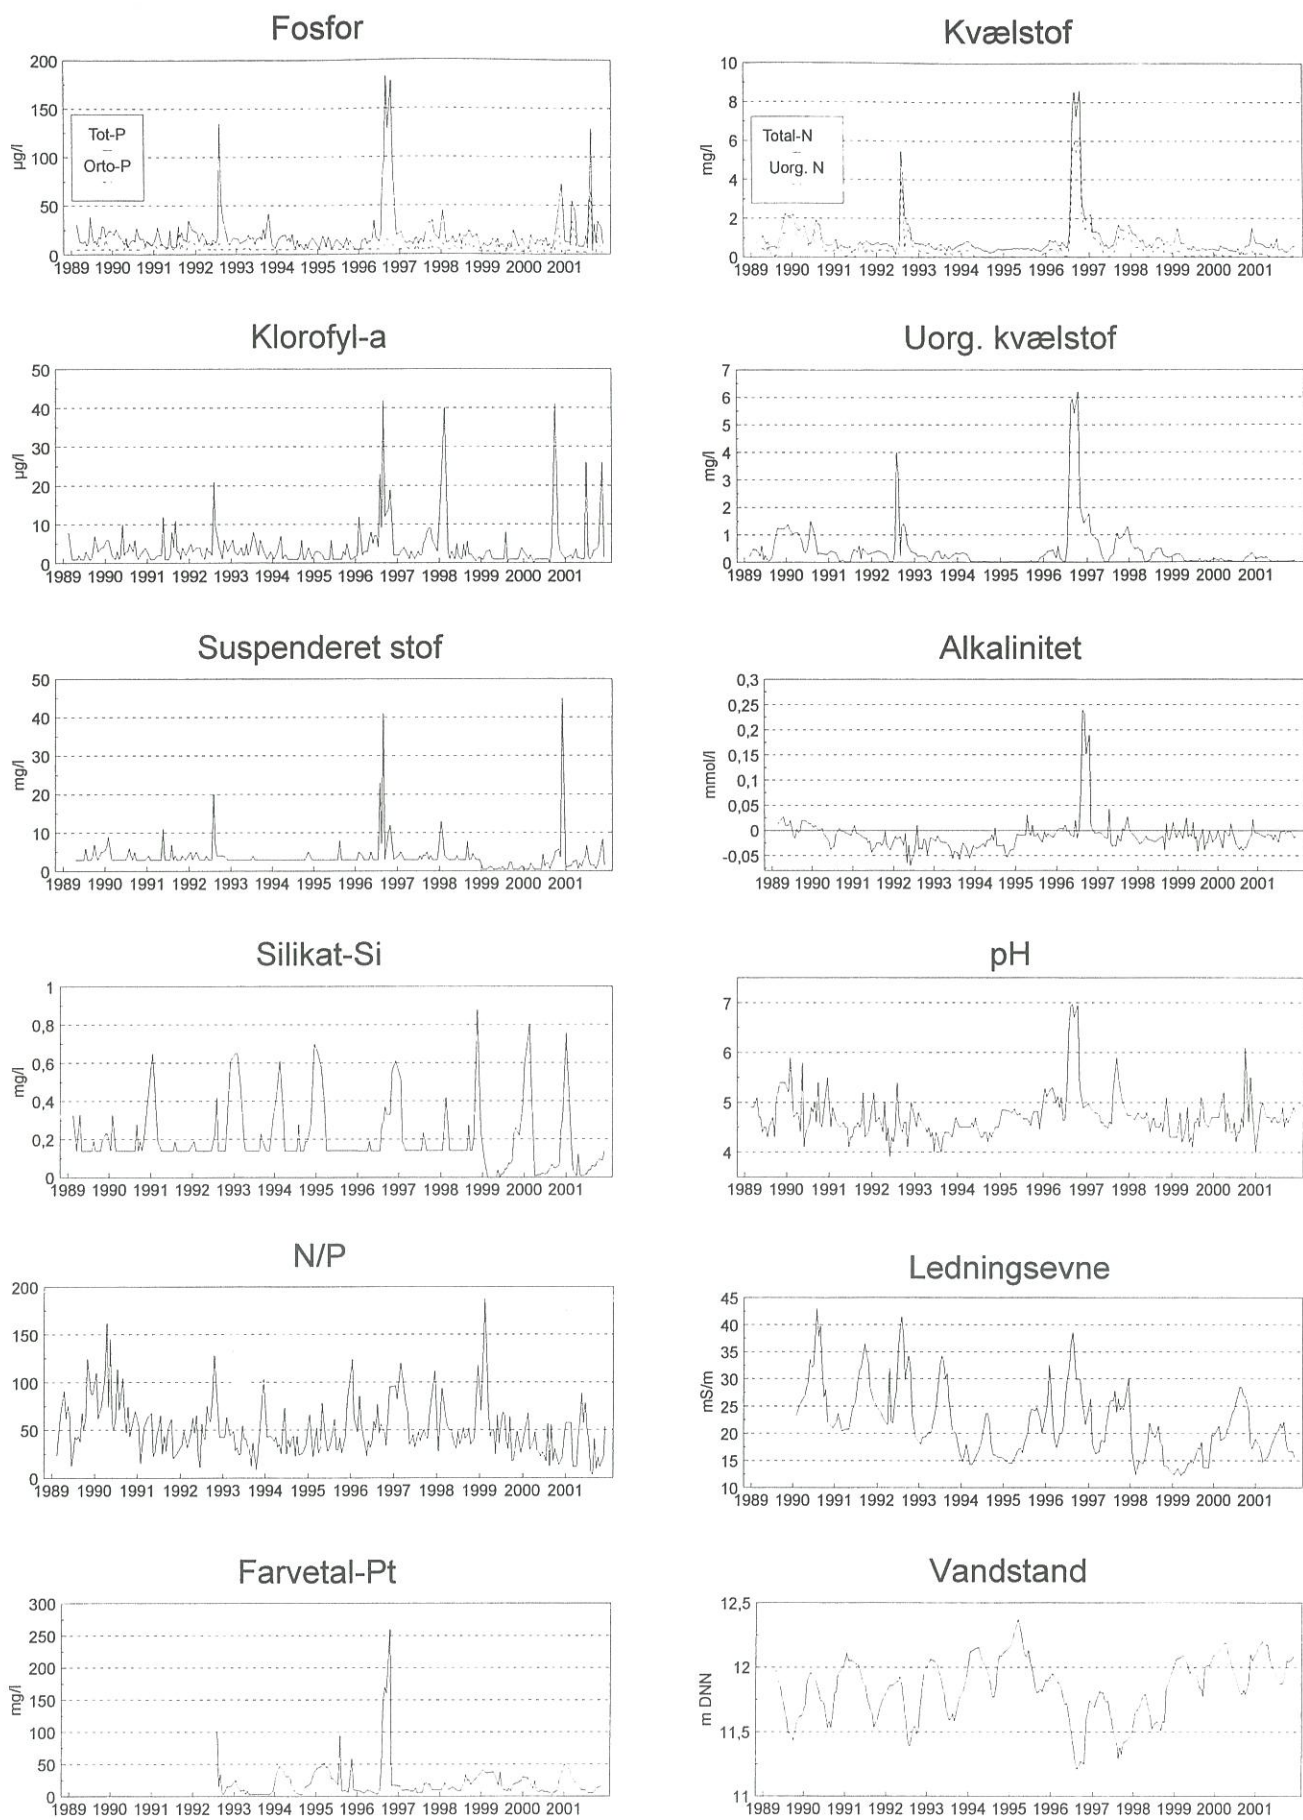 Fosfor
200
150
100
50
0
µg/l
Tot-P
Orto-P
1989 1990 1991 1992 1993 1994 1995 1996 1997 1998 1999 2000 2001
Kvælstof
10
8
6
4
2
0
mg/l
Total-N
Uorg. N
1989 1990 1991 1992 1993 1994 1995 1996 1997 1998 1999 2000 2001
Klorofyl-a
50
40
30
20
10
0
µg/l
1989 1990 1991 1992 1993 1994 1995 1996 1997 1998 1999 2000 2001
Uorg. kvælstof
7
6
5
4
3
2
1
0
mg/l
1989 1990 1991 1992 1993 1994 1995 1996 1997 1998 1999 2000 2001
Suspenderet stof
50
40
30
20
10
0
mg/l
1989 1990 1991 1992 1993 1994 1995 1996 1997 1998 1999 2000 2001
Alkalinitet
0,3
0,25
0,2
0,15
0,1
0,05
0
-0,05
mmol/l
1989 1990 1991 1992 1993 1994 1995 1996 1997 1998 1999 2000 2001
Silikat-Si
1
0,8
0,6
0,4
0,2
0
mg/l
1989 1990 1991 1992 1993 1994 1995 1996 1997 1998 1999 2000 2001
pH
7
6
5
4
1989 1990 1991 1992 1993 1994 1995 1996 1997 1998 1999 2000 2001
N/P
200
150
100
50
0
1989 1990 1991 1992 1993 1994 1995 1996 1997 1998 1999 2000 2001
Ledningsevne
45
40
35
30
25
20
15
10
mS/m
1989 1990 1991 1992 1993 1994 1995 1996 1997 1998 1999 2000 2001
Farvetal-Pt
300
250
200
150
100
50
0
mg/l
1989 1990 1991 1992 1993 1994 1995 1996 1997 1998 1999 2000 2001
Vandstand
12,5
12
11,5
11
m DNN
1989 1990 1991 1992 1993 1994 1995 1996 1997 1998 1999 2000 2001